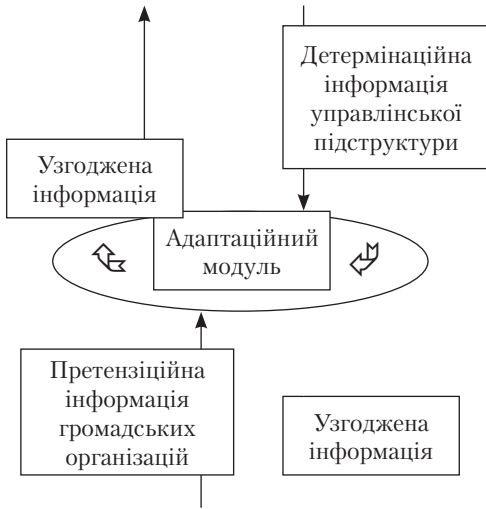 Детермінаційна
інформація
управлінської
підструктури
Узгоджена
інформація
Адаптаційний
модуль
Претензіційна
інформація
громадських
організацій
Узгоджена
інформація